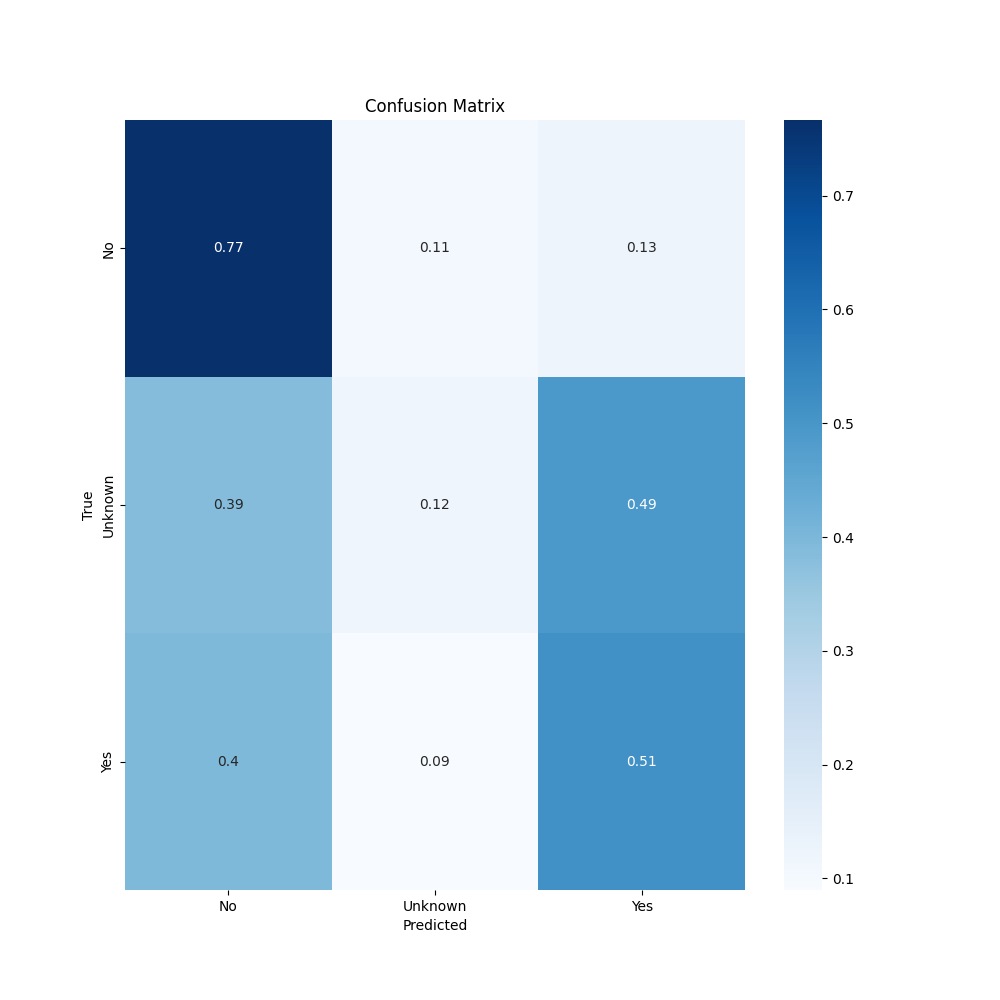 Confusion Matrix
No
0.77
0.11
0.13
0.7
0.6
True
Unknown
0.39
0.12
0.49
0.5
0.4
0.3
Yes
0.4
0.09
0.51
0.2
0.1
No
Unknown
Yes
Predicted